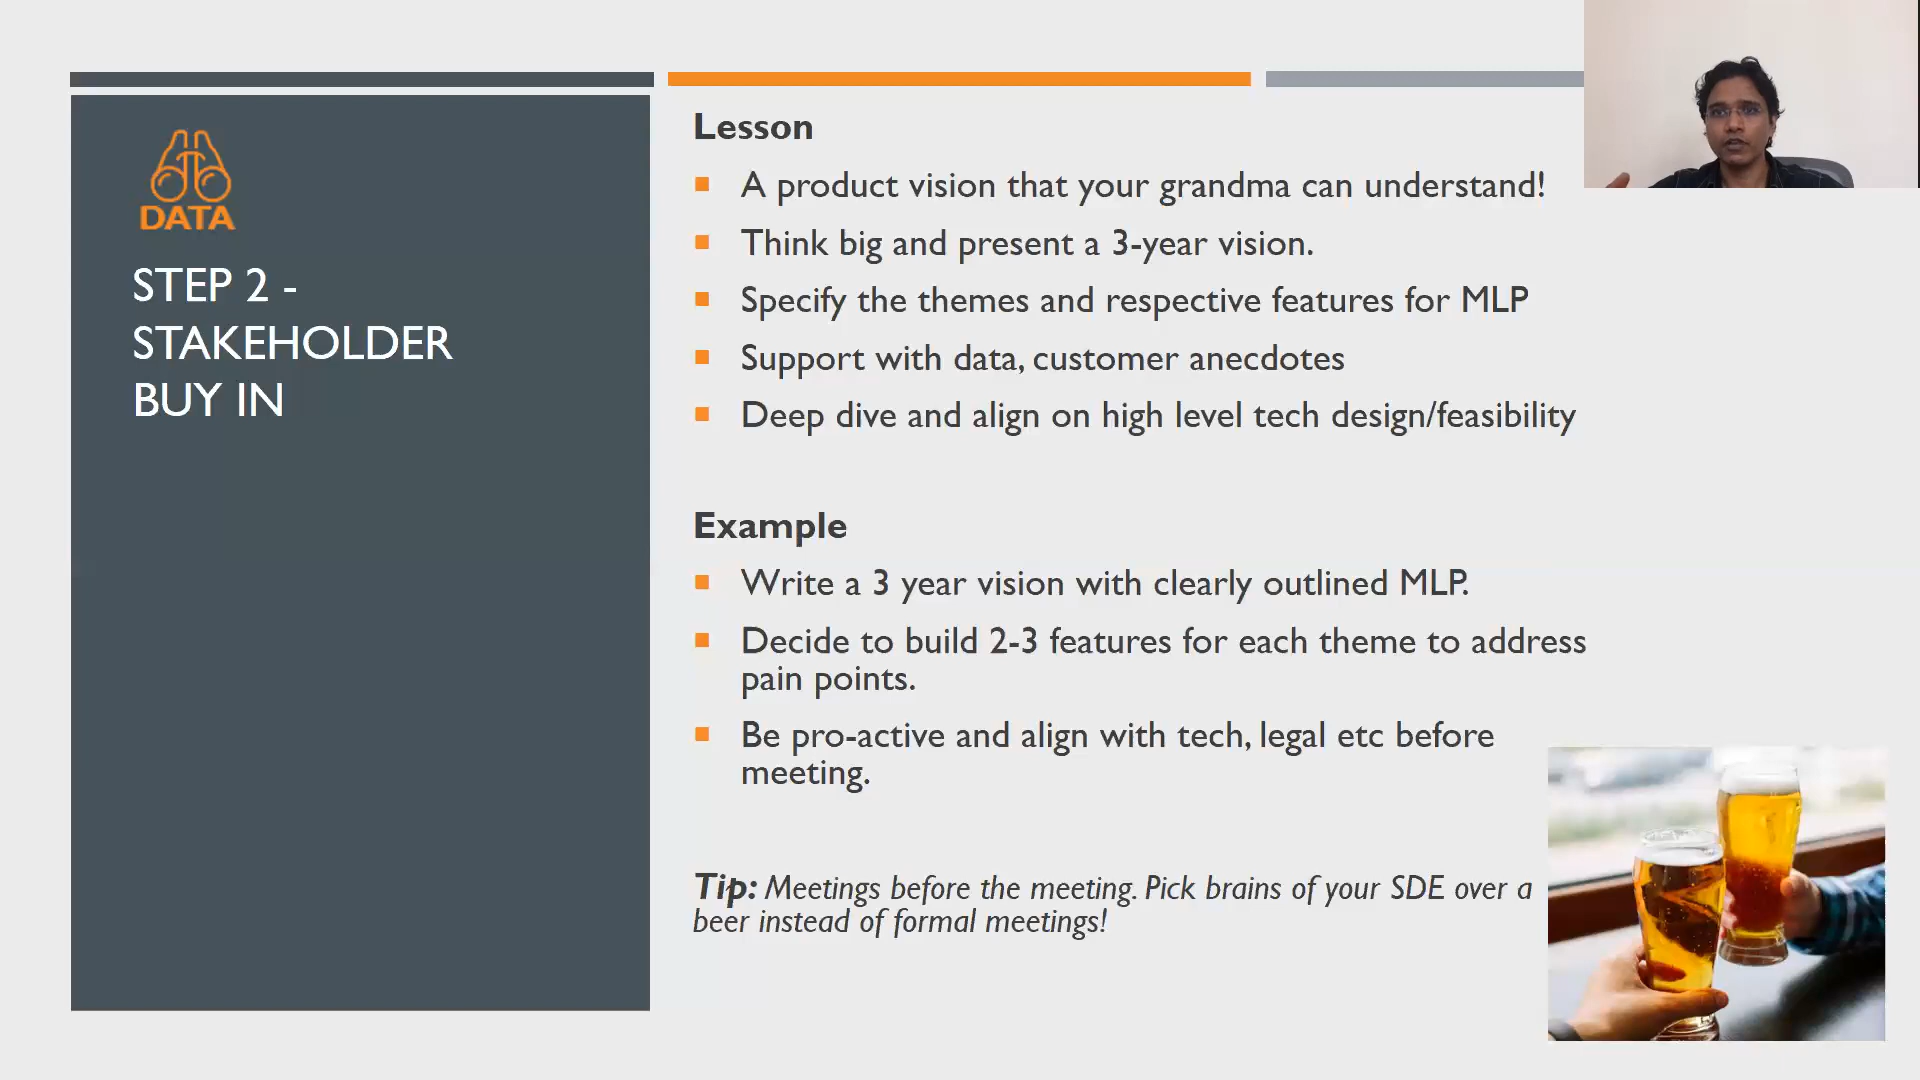 DATA
STEP 2 -
STAKEHOLDER
BUY IN
Lesson
A product vision that your grandma can understand!
Think big and present a 3-year vision.
Specify the themes and respective features for MLP
Support with data, customer anecdotes
Deep dive and align on high level tech design/feasibility
Example
Write a 3 year vision with clearly outlined MLP.
Decide to build 2-3 features for each theme to address
pain points.
Be pro-active and align with tech, legal etc before
meeting.
Tip: Meetings before the meeting. Pick brains of your SDE over a
beer instead of formal meetings!